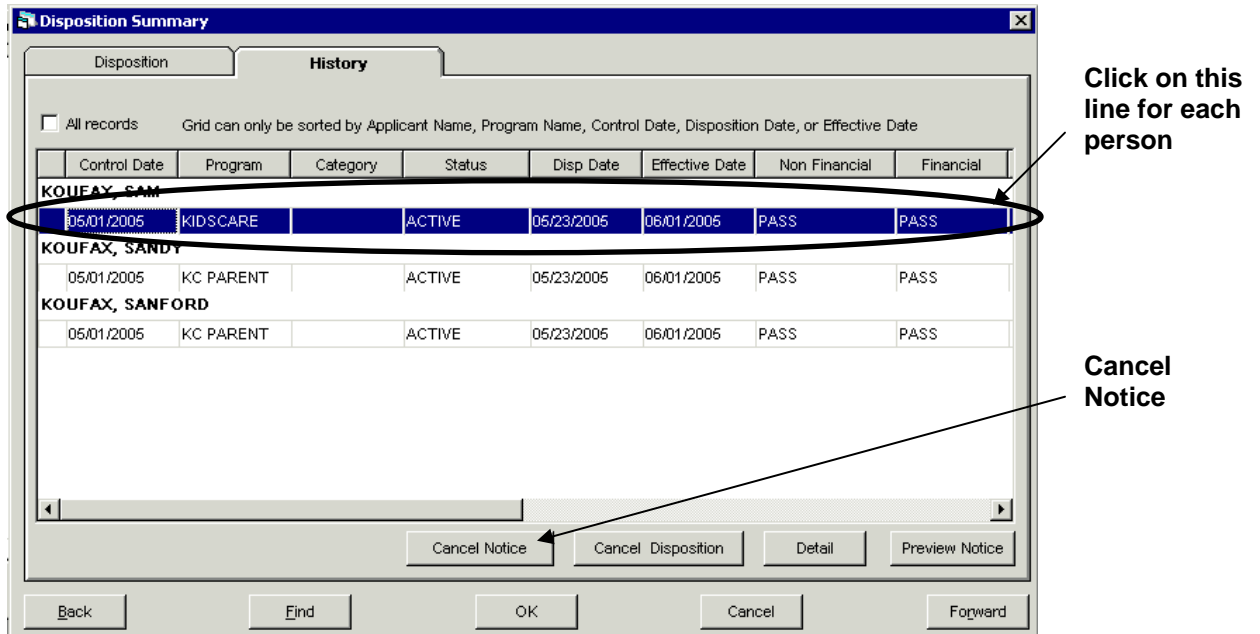 Disposition Summary
Disposition History
All records Grid can only be sorted by Applicant Name, Program Name, Control Date, Disposition Date, or Effective Date
Control Date Program Category Status Disp Date Effective Date Non Financial Financial
KOUFAX, SAM
05/01/2005 KIDSCARE ACTIVE 05/23/2005 06/01/2005 PASS PASS
KOUFAX, SANDY
05/01/2005 KC PARENT ACTIVE 05/23/2005 06/01/2005 PASS PASS
KOUFAX, SANFORD
05/01/2005 KC PARENT ACTIVE 05/23/2005 06/01/2005 PASS PASS
Cancel Notice Cancel Disposition Detail Preview Notice
Back Find OK Cancel Forward
Click on this
line for each
person
Cancel
Notice